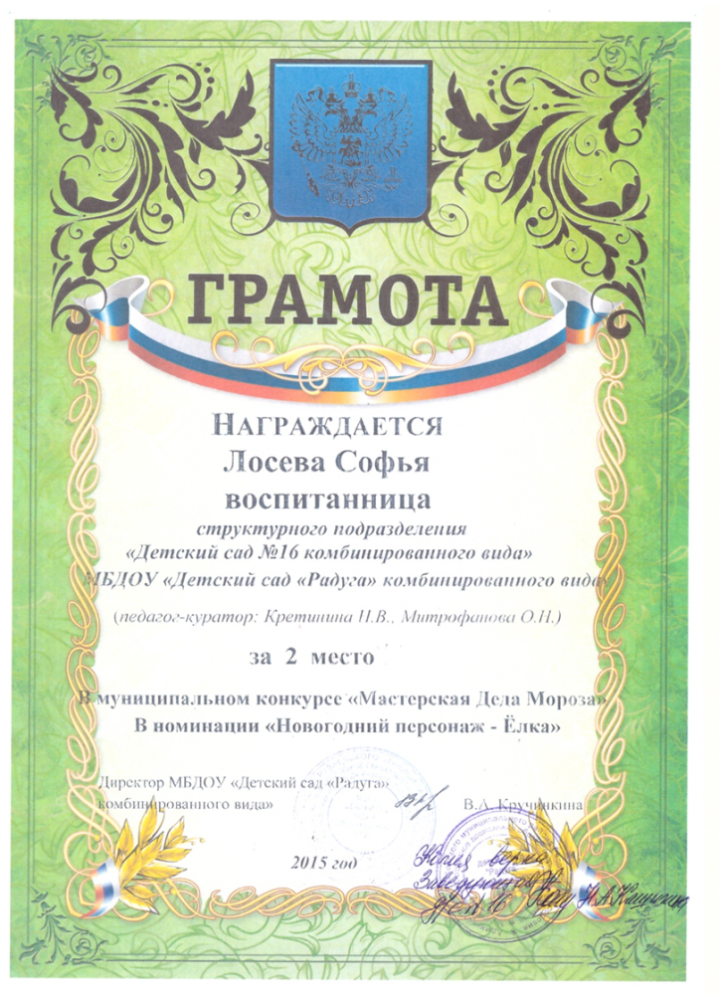 ГРАМОТА
НАГРАЖДАЕТСЯ
Лосева Софья
воспитанница
структурного подразделения
«Детский сад №16 комбинированного вида»
МБДОУ «Детский сад «Радуга» комбинированного вида»
(педагог-куратор: Кретинина Н.В., Митрофанова О.Н.)
за 2 место
В муниципальном конкурсе «Мастерская Деда Мороза»
В номинации «Новогодний персонаж - Ёлка»
Директор МБДОУ «Детский сад «Радуга»
комбинированного вида» В.А. Кручинкина
2015 год
Копия верна